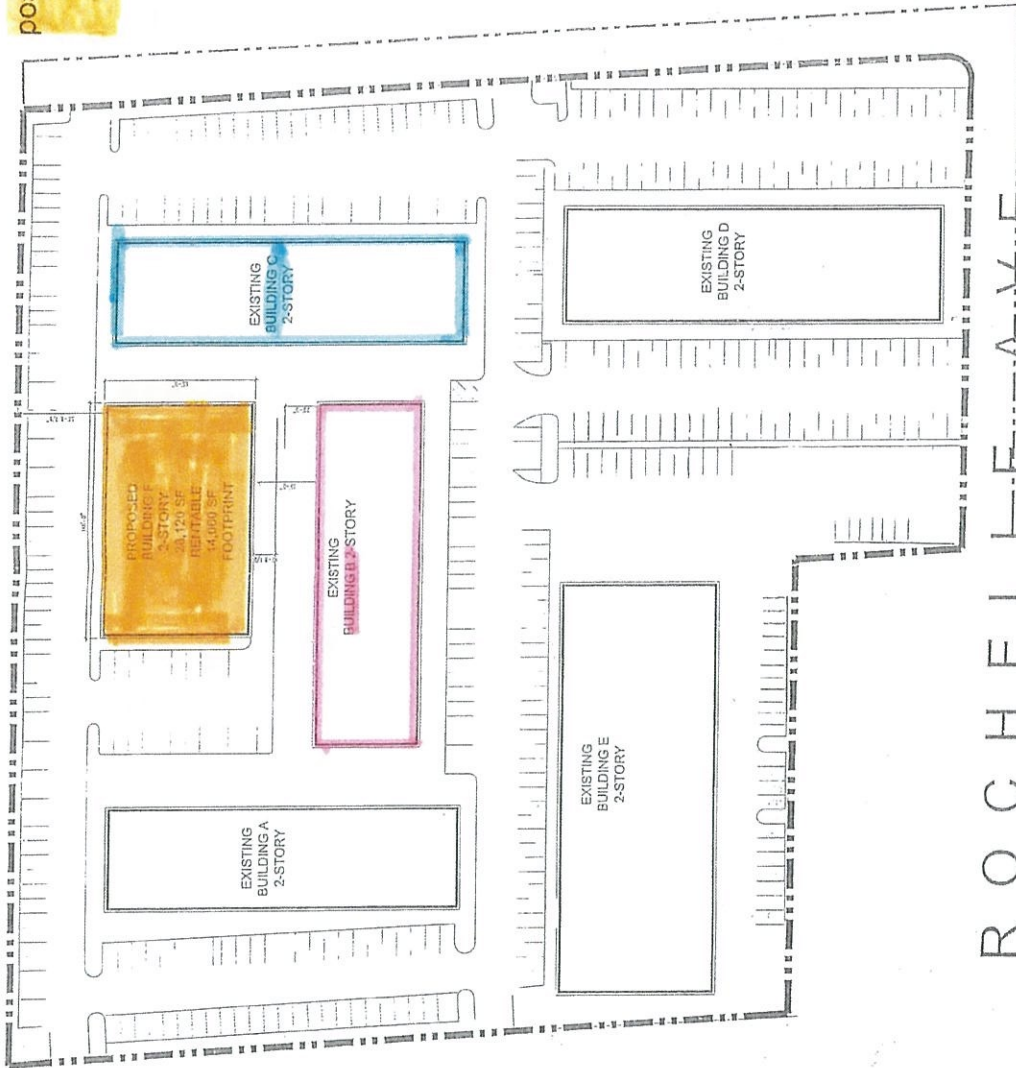 PROPOSED
BUILDING F
2-STORY
28,120 SF
RENTABLE
14,060 SF
FOOTPRINT
EXISTING
BUILDING C
2-STORY
EXISTING
BUILDING B 2-STORY
EXISTING
BUILDING A
2-STORY
EXISTING
BUILDING D
2-STORY
EXISTING
BUILDING E
2-STORY
ROCHELLE AVE